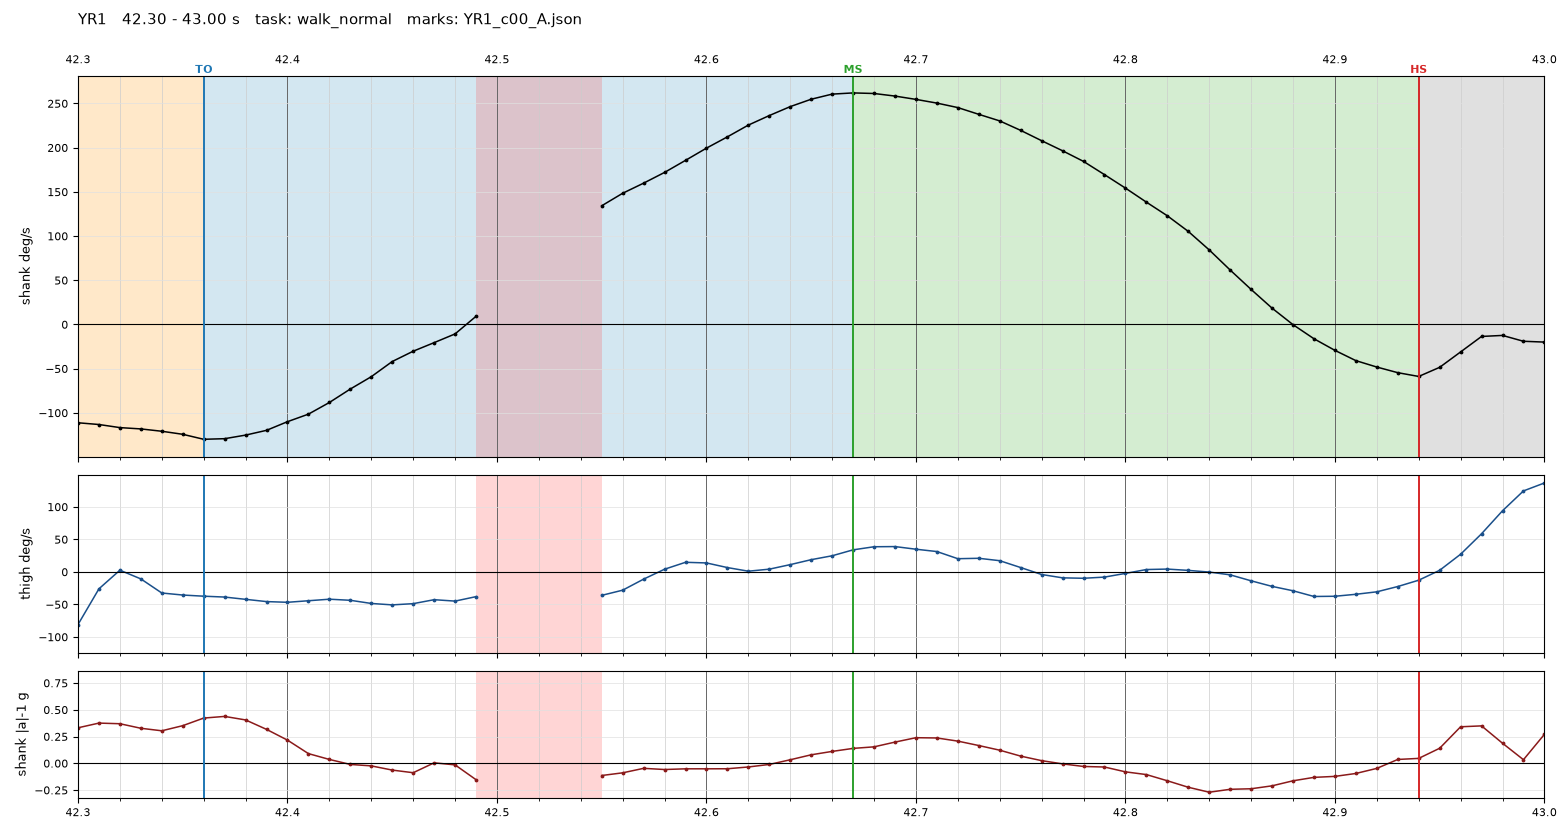 YR1   42.30 - 43.00 s   task: walk_normal   marks: YR1_c00_A.json
42.3 42.4 42.5 42.6 42.7 42.8 42.9 43.0
TO MS HS
250
200
150
100
50
0
−50
−100
shank deg/s
100
50
0
−50
−100
thigh deg/s
0.75
0.50
0.25
0.00
−0.25
shank |a|-1 g
42.3 42.4 42.5 42.6 42.7 42.8 42.9 43.0